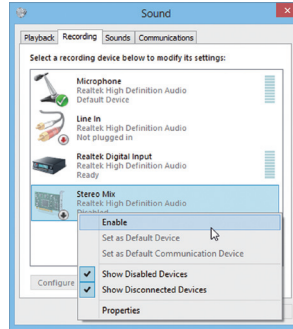 Sound
Playback Recording Sounds Communications
Select a recording device below to modify its settings:
Microphone
Realtek High Definition Audio
Default Device
Line In
Realtek High Definition Audio
Not plugged in
Realtek Digital Input
Realtek High Definition Audio
Ready
Stereo Mix
Realtek High Definition Audio
Disabled
Enable
Set as Default Device
Set as Default Communication Device
Show Disabled Devices
Show Disconnected Devices
Properties
Configure